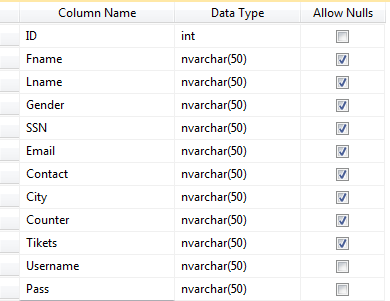 Column Name Data Type Allow Nulls
ID int
Fname nvarchar(50)
Lname nvarchar(50)
Gender nvarchar(50)
SSN nvarchar(50)
Email nvarchar(50)
Contact nvarchar(50)
City nvarchar(50)
Counter nvarchar(50)
Tikets nvarchar(50)
Username nvarchar(50)
Pass nvarchar(50)